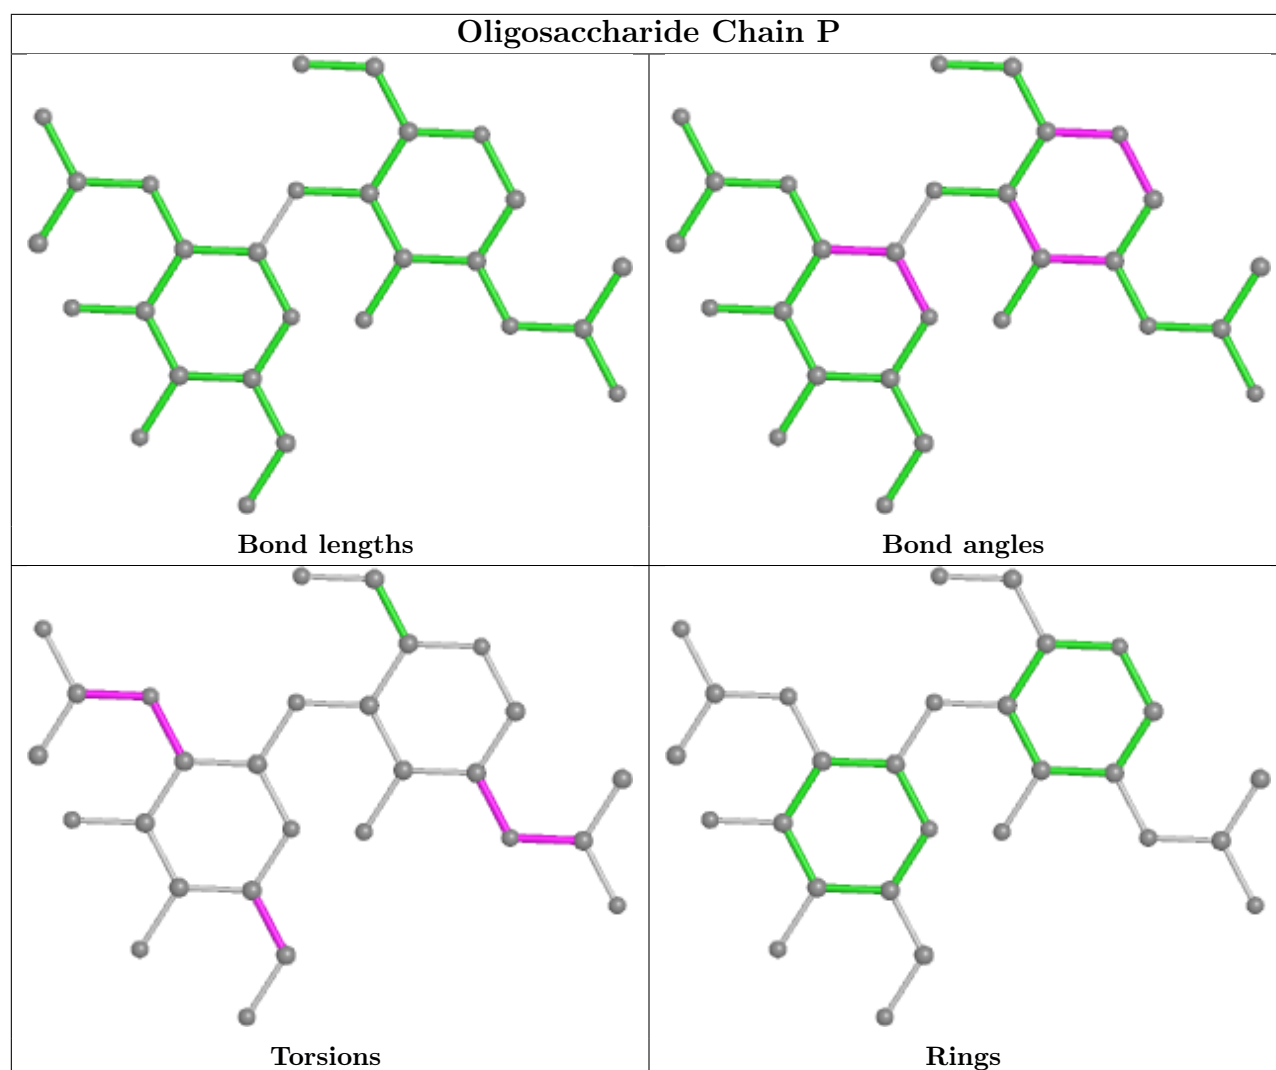 Oligosaccharide Chain P
Bond lengths
Bond angles
Torsions
Rings